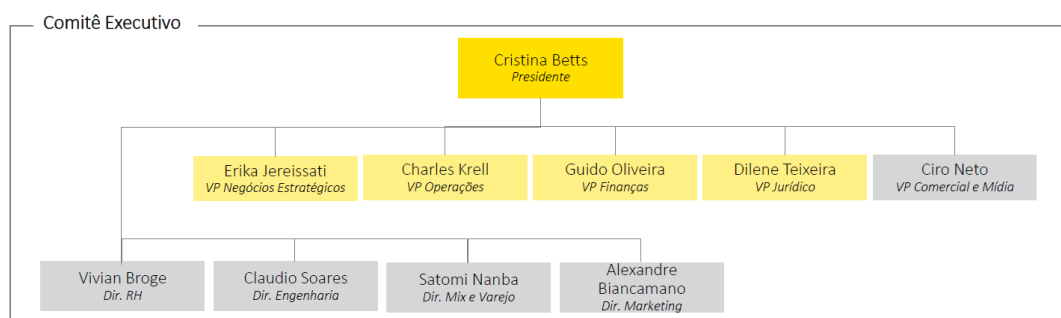 Comitê Executivo
Cristina Betts
Presidente
Erika Jereissati
VP Negócios Estratégicos
Charles Krell
VP Operações
Guido Oliveira
VP Finanças
Dilene Teixeira
VP Jurídico
Ciro Neto
VP Comercial e Mídia
Vivian Broge
Dir. RH
Claudio Soares
Dir. Engenharia
Satomi Nanba
Dir. Mix e Varejo
Alexandre
Biancamano
Dir. Marketing